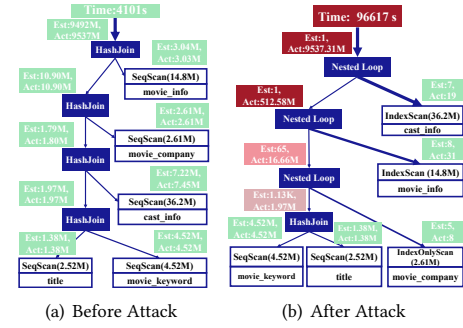 Time:4101s
Est:9492M,
Act:9537M
HashJoin
Est:3.04M,
Act:3.03M
Est:10.90M,
Act:10.90M
SeqScan(14.8M)
movie_info
HashJoin
Est:2.61M,
Act:2.61M
Est:1.79M,
Act:1.80M
SeqScan(2.61M)
movie_company
HashJoin
Est:7.22M,
Act:7.45M
Est:1.97M,
Act:1.97M
SeqScan(36.2M)
cast_info
HashJoin
Est:1.38M,
Act:1.38M
Est:4.52M,
Act:4.52M
SeqScan(2.52M)
title
SeqScan(4.52M)
movie_keyword
(a) Before Attack
Time: 96617 s
Est:1,
Act:9537.31M
Nested Loop
Est:7,
Act:19
Est:1,
Act:512.58M
IndexScan(36.2M)
cast_info
Nested Loop
Est:8,
Act:31
Est:65,
Act:16.66M
IndexScan (14.8M)
movie_info
Nested Loop
Est:1.13K,
Act:1.97M
Est:4.52M,
Act:4.52M
HashJoin
Est:1.38M,
Act:1.38M
Est:5,
Act:8
SeqScan(4.52M)
movie_keyword
SeqScan(2.52M)
title
IndexOnlyScan
(2.61M)
movie_company
(b) After Attack